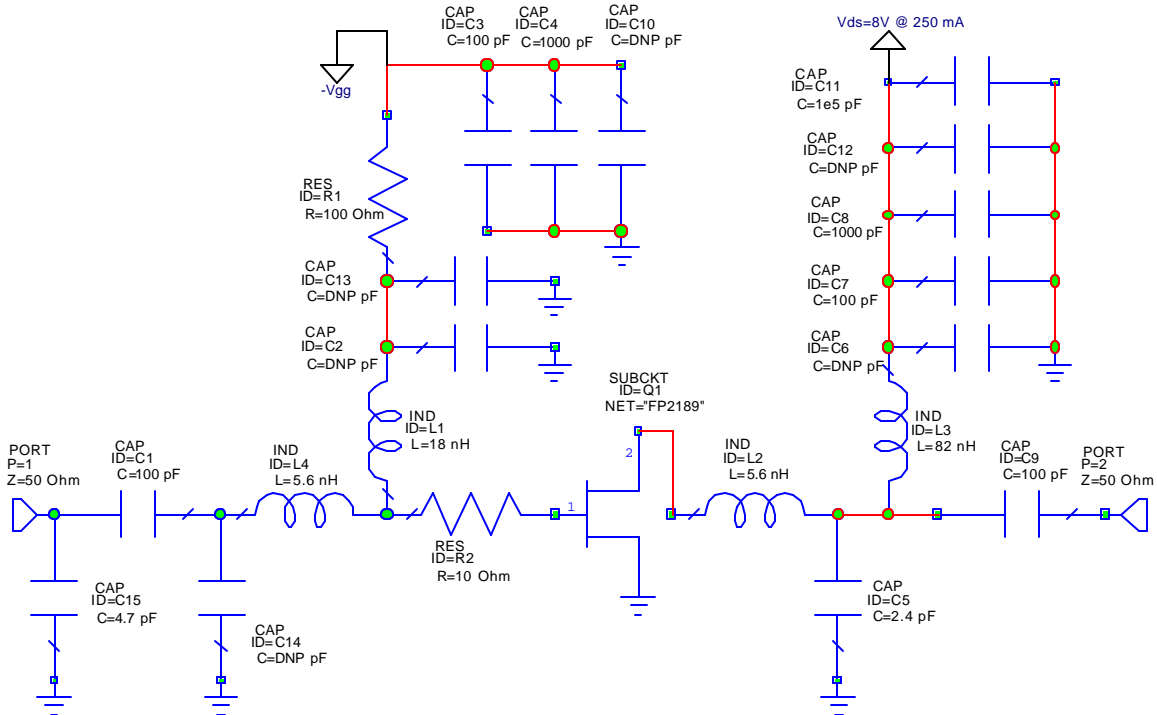 CAP
ID=C3
C=100 pF
CAP
ID=C4
C=1000 pF
CAP
ID=C10
C=DNP pF
-Vgg
RES
ID=R1
R=100 Ohm
CAP
ID=C13
C=DNP pF
CAP
ID=C2
C=DNP pF
IND
ID=L1
L=18 nH
Vds=8V @ 250 mA
CAP
ID=C11
C=1e5 pF
CAP
ID=C12
C=DNP pF
CAP
ID=C8
C=1000 pF
CAP
ID=C7
C=100 pF
CAP
ID=C6
C=DNP pF
IND
ID=L3
L=82 nH
SUBCKT
ID=Q1
NET="FP2189"
2
1
PORT
P=1
Z=50 Ohm
CAP
ID=C1
C=100 pF
IND
ID=L4
L=5.6 nH
RES
ID=R2
R=10 Ohm
IND
ID=L2
L=5.6 nH
CAP
ID=C9
C=100 pF
PORT
P=2
Z=50 Ohm
CAP
ID=C15
C=4.7 pF
CAP
ID=C14
C=DNP pF
CAP
ID=C5
C=2.4 pF